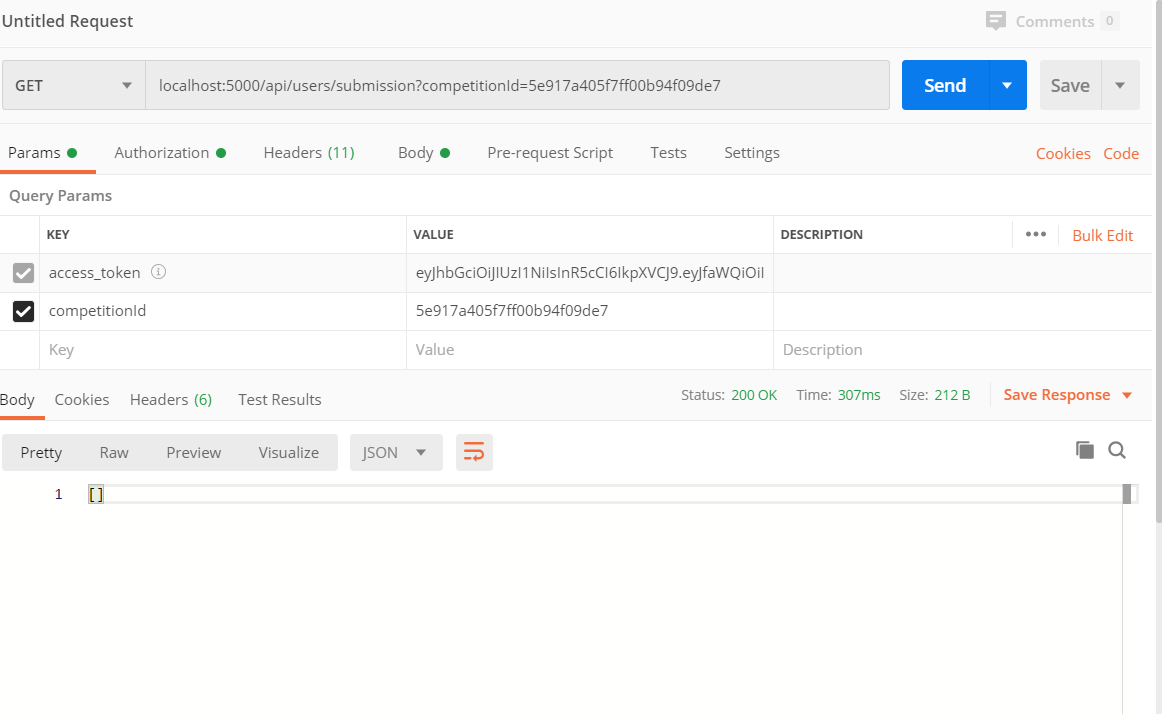 Untitled Request
Comments 0
GET localhost:5000/api/users/submission?competitionId=5e917a405f7ff00b94f09de7 Send Save
Params Authorization Headers (11) Body Pre-request Script Tests Settings Cookies Code
Query Params
KEY VALUE DESCRIPTION ••• Bulk Edit
access_token eyJhbGciOiJIUzI1NiIsInR5cCI6IkpXVCJ9.eyJfaWQiOiI
competitionId 5e917a405f7ff00b94f09de7
Key Value Description
Body Cookies Headers (6) Test Results Status: 200 OK Time: 307ms Size: 212 B Save Response
Pretty Raw Preview Visualize JSON
1 []